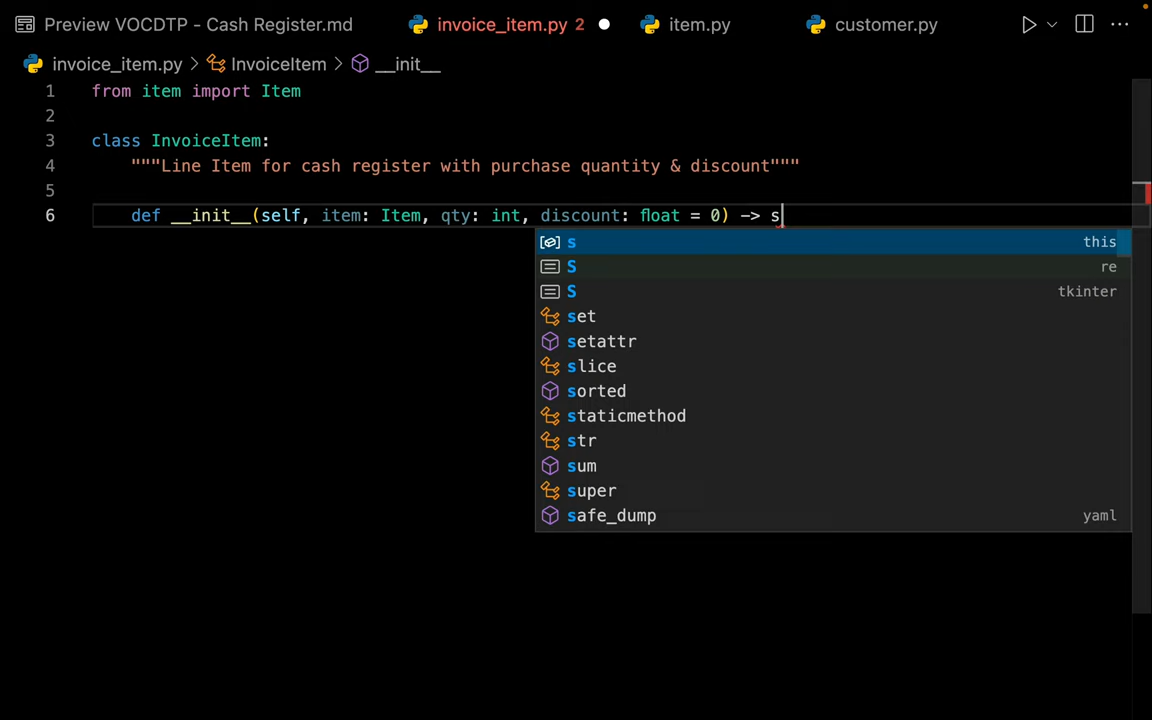 Preview VOCDTP - Cash Register.md invoice_item.py 2 item.py customer.py
invoice_item.py > InvoiceItem > __init__
1 from item import Item
2
3 class InvoiceItem:
4 """Line Item for cash register with purchase quantity & discount"""
5
6 def __init__(self, item: Item, qty: int, discount: float = 0) -> s
s this
S re
S tkinter
set
setattr
slice
sorted
staticmethod
str
sum
super
safe_dump yaml